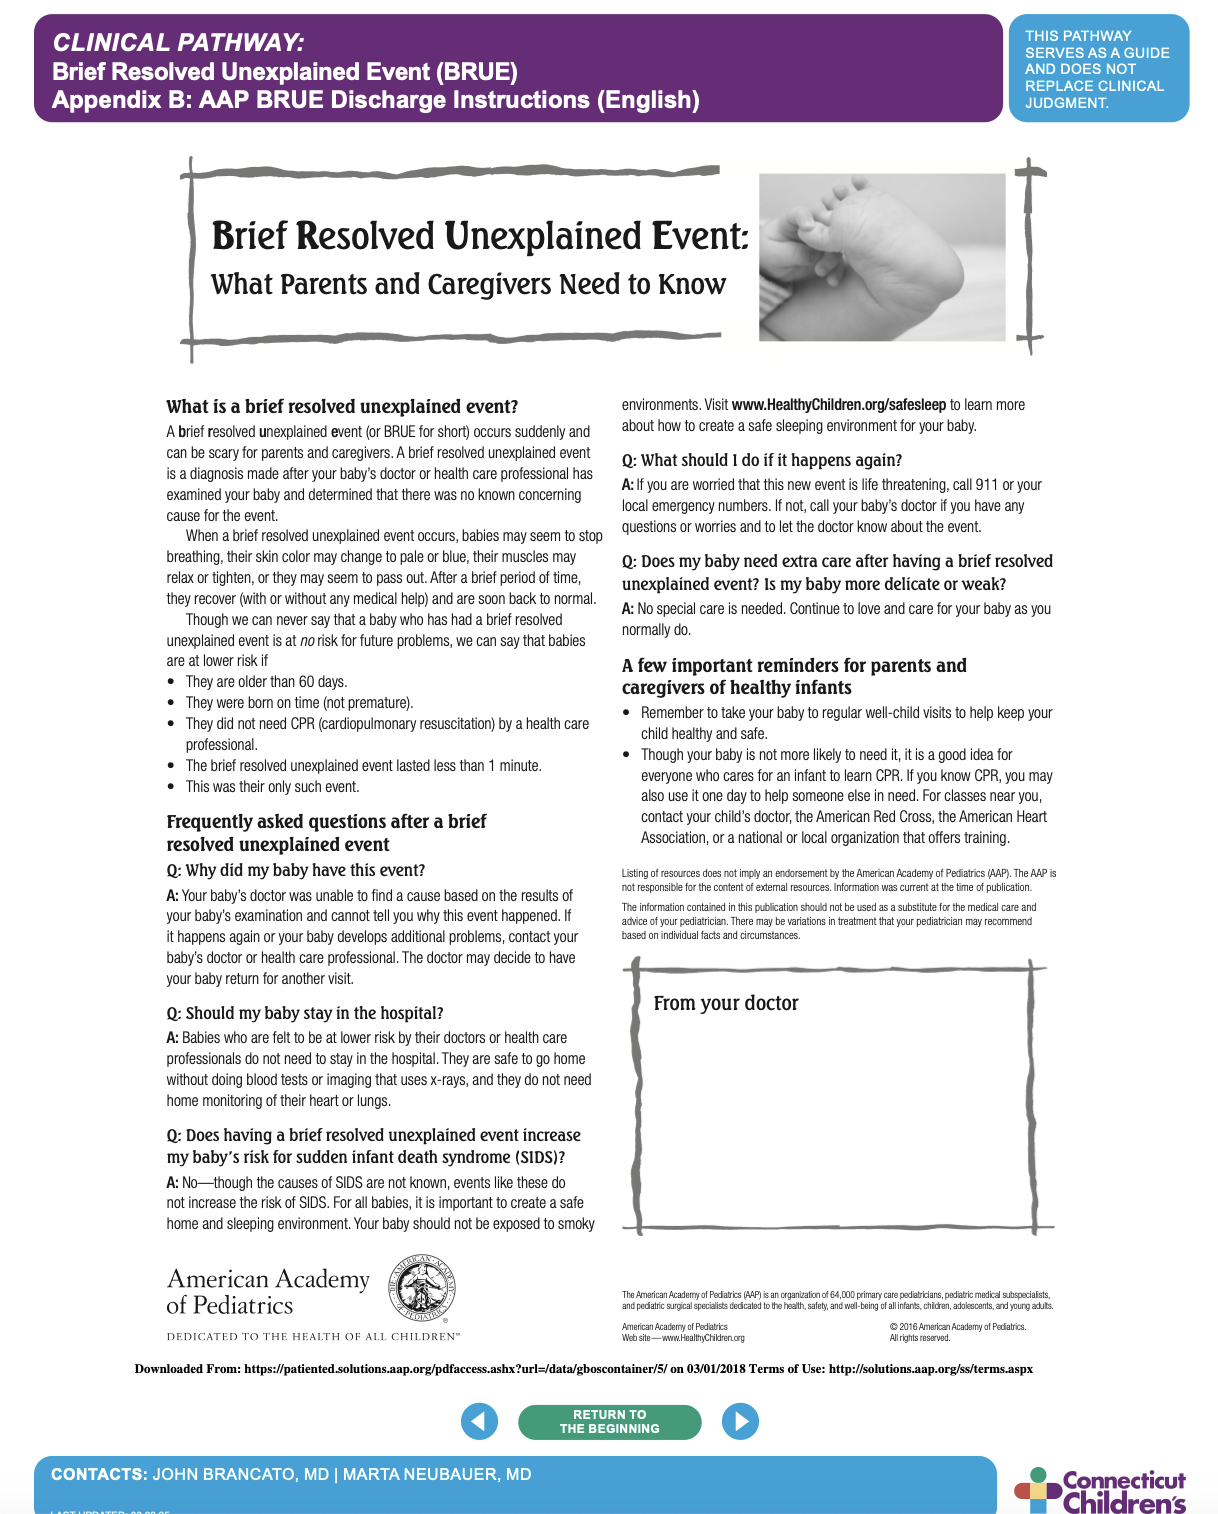 CLINICAL PATHWAY:
Brief Resolved Unexplained Event (BRUE)
Appendix B: AAP BRUE Discharge Instructions (English)
THIS PATHWAY
SERVES AS A GUIDE
AND DOES NOT
REPLACE CLINICAL
JUDGMENT.
Brief Resolved Unexplained Event:
What Parents and Caregivers Need to Know
What is a brief resolved unexplained event?
A brief resolved unexplained event (or BRUE for short) occurs suddenly and
can be scary for parents and caregivers. A brief resolved unexplained event
is a diagnosis made after your baby's doctor or health care professional has
examined your baby and determined that there was no known concerning
cause for the event.
When a brief resolved unexplained event occurs, babies may seem to stop
breathing, their skin color may change to pale or blue, their muscles may
relax or tighten, or they may seem to pass out. After a brief period of time,
they recover (with or without any medical help) and are soon back to normal.
Though we can never say that a baby who has had a brief resolved
unexplained event is at no risk for future problems, we can say that babies
are at lower risk if
• They are older than 60 days.
• They were born on time (not premature).
• They did not need CPR (cardiopulmonary resuscitation) by a health care
professional.
• The brief resolved unexplained event lasted less than 1 minute.
• This was their only such event.
Frequently asked questions after a brief
resolved unexplained event
Q: Why did my baby have this event?
A: Your baby's doctor was unable to find a cause based on the results of
your baby's examination and cannot tell you why this event happened. If
it happens again or your baby develops additional problems, contact your
baby's doctor or health care professional. The doctor may decide to have
your baby return for another visit.
Q: Should my baby stay in the hospital?
A: Babies who are felt to be at lower risk by their doctors or health care
professionals do not need to stay in the hospital. They are safe to go home
without doing blood tests or imaging that uses x-rays, and they do not need
home monitoring of their heart or lungs.
Q: Does having a brief resolved unexplained event increase
my baby's risk for sudden infant death syndrome (SIDS)?
A: No—though the causes of SIDS are not known, events like these do
not increase the risk of SIDS. For all babies, it is important to create a safe
home and sleeping environment. Your baby should not be exposed to smoky
environments. Visit www.HealthyChildren.org/safesleep to learn more
about how to create a safe sleeping environment for your baby.
Q: What should I do if it happens again?
A: If you are worried that this new event is life threatening, call 911 or your
local emergency numbers. If not, call your baby's doctor if you have any
questions or worries and to let the doctor know about the event.
Q: Does my baby need extra care after having a brief resolved
unexplained event? Is my baby more delicate or weak?
A: No special care is needed. Continue to love and care for your baby as you
normally do.
A few important reminders for parents and
caregivers of healthy infants
• Remember to take your baby to regular well-child visits to help keep your
child healthy and safe.
• Though your baby is not more likely to need it, it is a good idea for
everyone who cares for an infant to learn CPR. If you know CPR, you may
also use it one day to help someone else in need. For classes near you,
contact your child's doctor, the American Red Cross, the American Heart
Association, or a national or local organization that offers training.
Listing of resources does not imply an endorsement by the American Academy of Pediatrics (AAP). The AAP is
not responsible for the content of external resources. Information was current at the time of publication.
The information contained in this publication should not be used as a substitute for the medical care and
advice of your pediatrician. There may be variations in treatment that your pediatrician may recommend
based on individual facts and circumstances.
From your doctor
American Academy
of Pediatrics
DEDICATED TO THE HEALTH OF ALL CHILDREN™
The American Academy of Pediatrics (AAP) is an organization of 64,000 primary care pediatricians, pediatric medical subspecialists,
and pediatric surgical specialists dedicated to the health, safety, and well-being of all infants, children, adolescents, and young adults.
American Academy of Pediatrics
Web site—www.HealthyChildren.org
© 2016 American Academy of Pediatrics.
All rights reserved.
Downloaded From: https://patiented.solutions.aap.org/pdfaccess.ashx?url=/data/gboscontainer/5/ on 03/01/2018 Terms of Use: http://solutions.aap.org/ss/terms.aspx
RETURN TO
THE BEGINNING
CONTACTS: JOHN BRANCATO, MD | MARTA NEUBAUER, MD
Connecticut
Children's